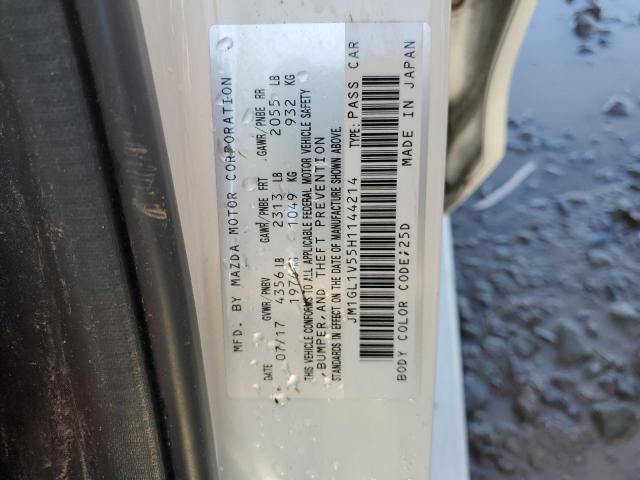 MFD. BY MAZDA MOTOR CORPORATION
DATE GVWR/PNBV GAWR/PNBE FRT GAWR/PNBE RR
07/17 4356 LB 2313 LB 2055 LB
1049 KG 932 KG
THIS VEHICLE CONFORMS TO ALL APPLICABLE FEDERAL MOTOR VEHICLE SAFETY
,BUMPER,AND THEFT PREVENTION
STANDARDS IN EFFECT ON THE DATE OF MANUFACTURE SHOWN ABOVE.
JM1GL1V55H1144214 TYPE: PASS CAR
BODY COLOR CODE:25D MADE IN JAPAN